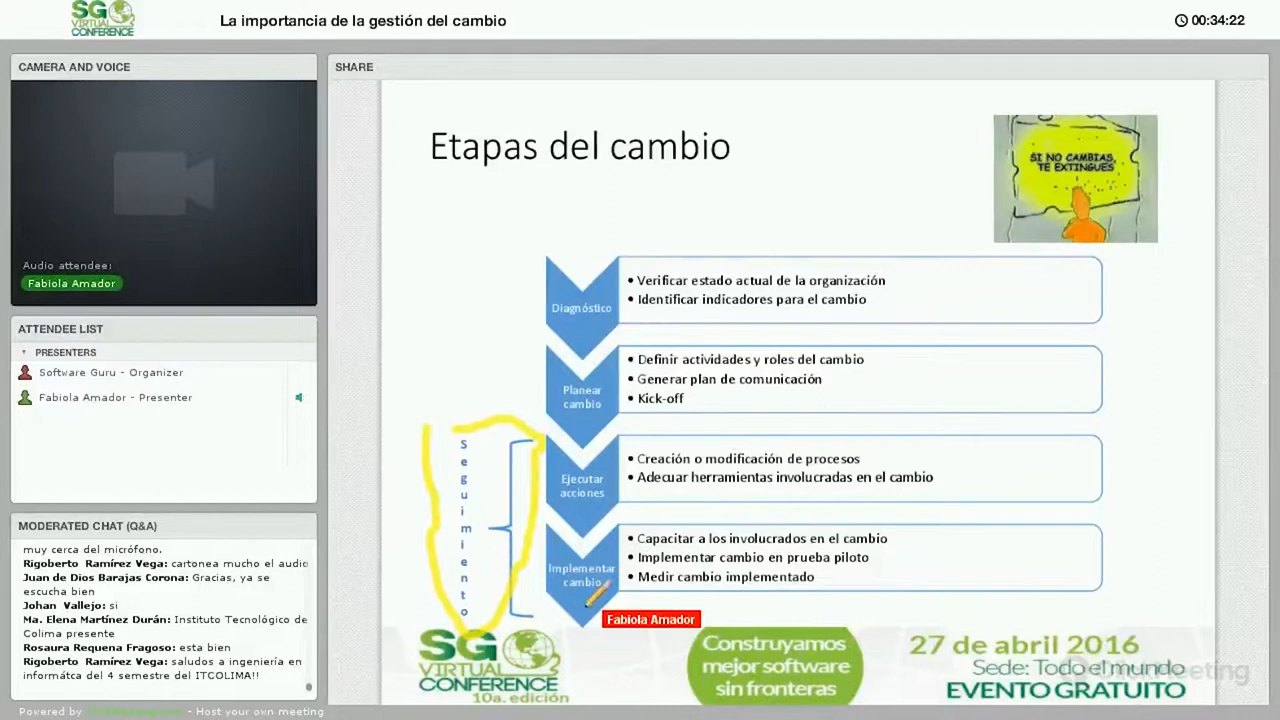 SG
VIRTUAL
CONFERENCE
La importancia de la gestión del cambio
00:34:22
CAMERA AND VOICE
Audio attendee:
Fabiola Amador
ATTENDEE LIST
PRESENTERS
Software Guru - Organizer
Fabiola Amador - Presenter
MODERATED CHAT (Q&A)
muy cerca del micrófono.
Rigoberto Ramírez Vega: cartonea mucho el audio
Juan de Dios Barajas Corona: Gracias, ya se
escucha bien
Johan Vallejo: si
Ma. Elena Martínez Durán: Instituto Tecnológico de
Colima presente
Rosaura Requena Fragoso: esta bien
Rigoberto Ramírez Vega: saludos a ingeniería en
informátca del 4 semestre del ITCOLIMA!!
Powered by
- Host your own meeting
SHARE
Etapas del cambio
SI NO CAMBIAS,
TE EXTINGUES
Diagnóstico
• Verificar estado actual de la organización
• Identificar indicadores para el cambio
Planear
cambio
• Definir actividades y roles del cambio
• Generar plan de comunicación
• Kick-off
Seguimiento
Ejecutar
acciones
• Creación o modificación de procesos
• Adecuar herramientas involucradas en el cambio
Implementar
cambio
• Capacitar a los involucrados en el cambio
• Implementar cambio en prueba piloto
• Medir cambio implementado
Fabiola Amador
SG
VIRTUAL
CONFERENCE
10a. edición
Construyamos
mejor software
sin fronteras
27 de abril 2016
Sede: Todo el mundo
EVENTO GRATUITO